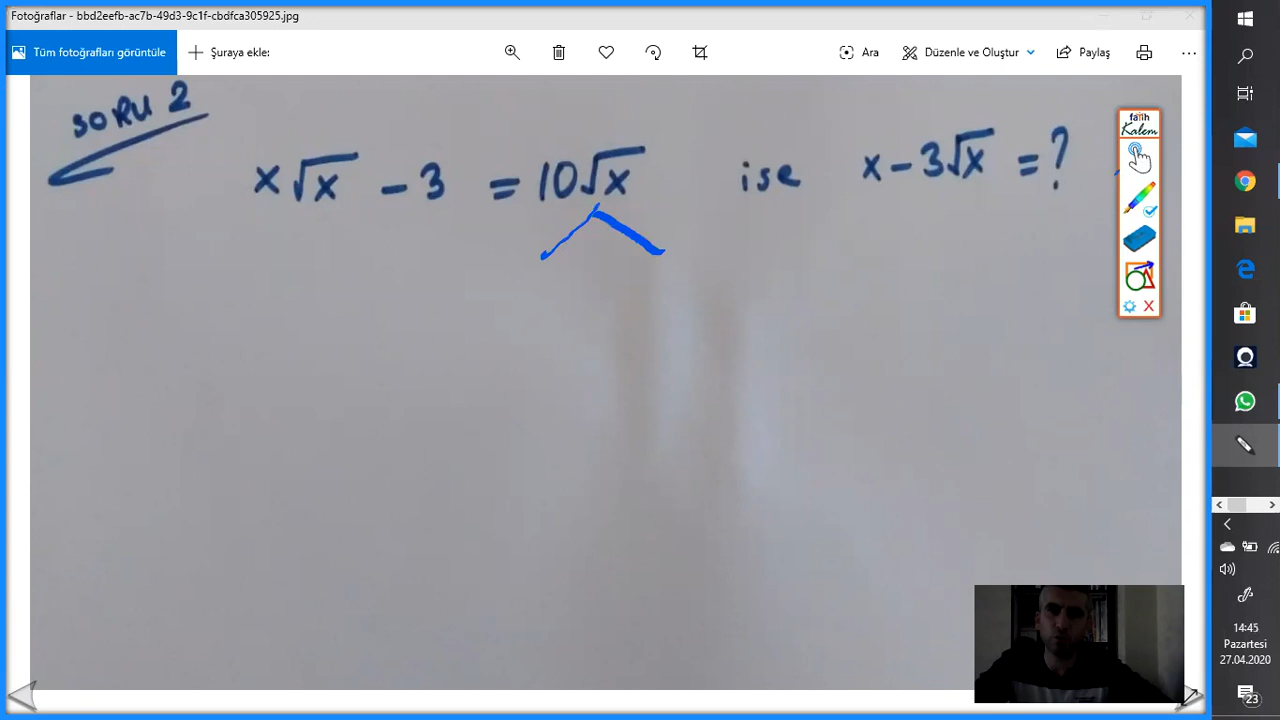 Fotoğraflar - bbd2eefb-ac7b-49d3-9c1f-cbdfca305925.jpg
Tüm fotoğrafları görüntüle
Şuraya ekle:
Ara
Düzenle ve Oluştur
Paylaş
SORU 2
x√x - 3 = 10√x ise x - 3√x = ?
fatih
Kalem
14:45
Pazartesi
27.04.2020
23